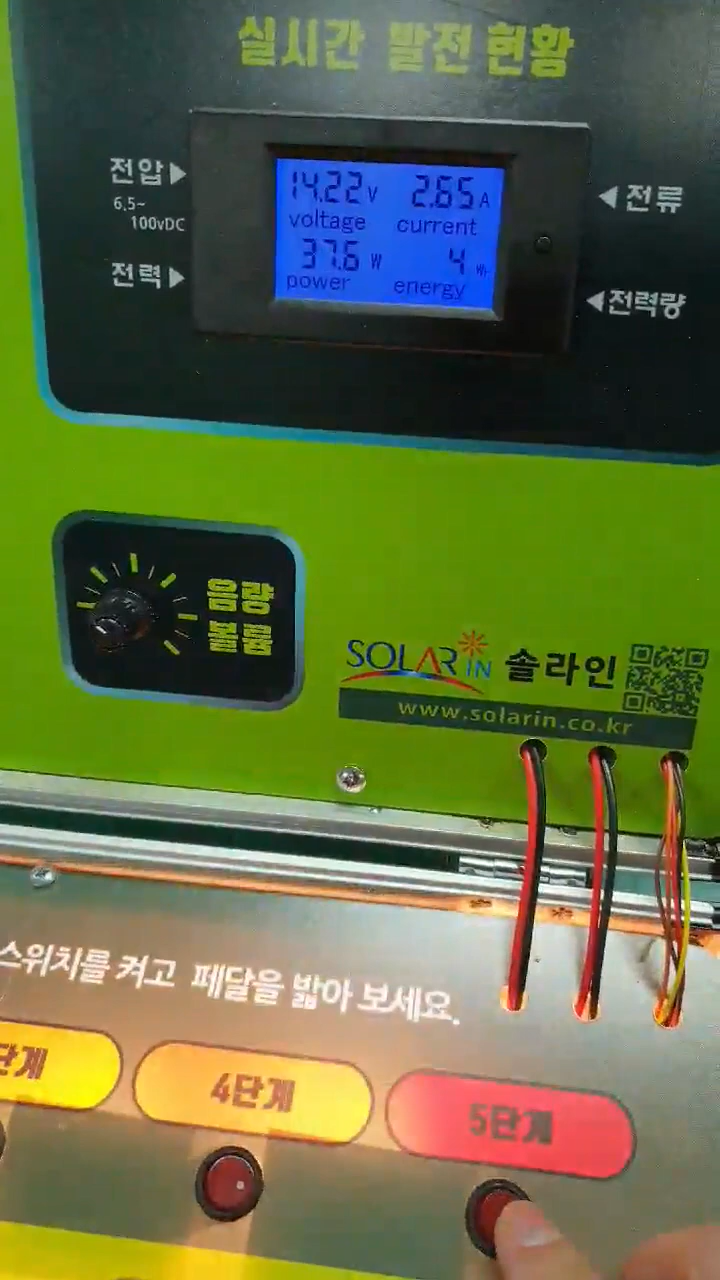 실시간 발전 현황
전압▶
6.5~
100vDC
전력▶
14.22 V 2.65 A
voltage current
37.6 W 4 Wh
power energy
◀전류
◀전력량
음량
볼륨
SOLAR IN 솔라인
www.solarin.co.kr
스위치를 켜고 페달을 밟아 보세요.
단계
4단계
5단계